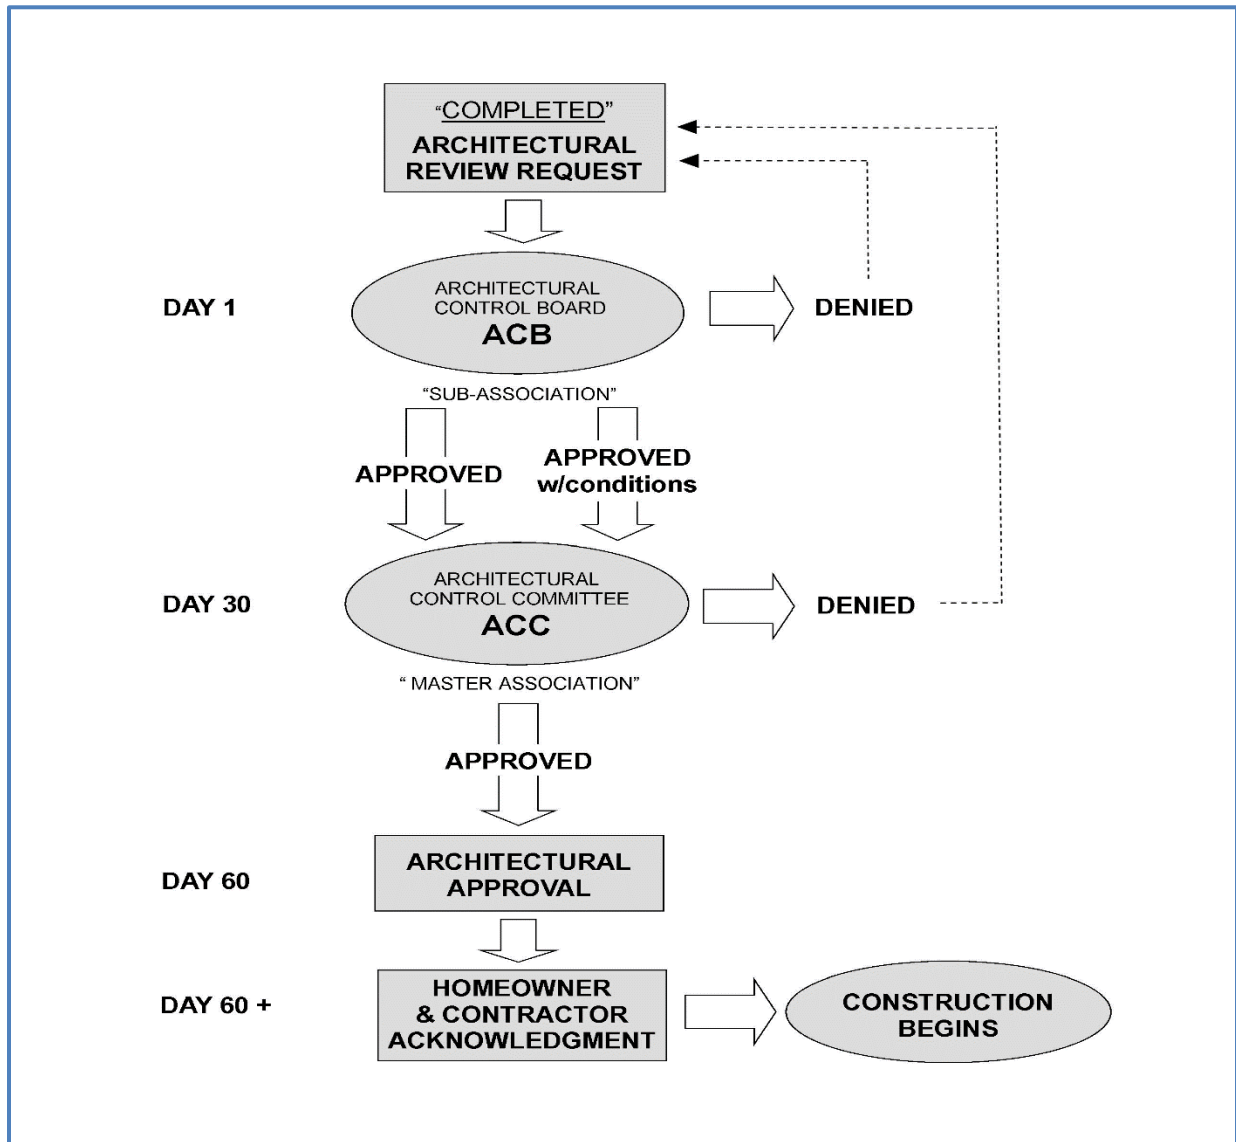 “COMPLETED”
ARCHITECTURAL
REVIEW REQUEST
DAY 1
ARCHITECTURAL
CONTROL BOARD
ACB
DENIED
“SUB-ASSOCIATION”
APPROVED
APPROVED
w/conditions
DAY 30
ARCHITECTURAL
CONTROL COMMITTEE
ACC
DENIED
“ MASTER ASSOCIATION”
APPROVED
DAY 60
ARCHITECTURAL
APPROVAL
DAY 60 +
HOMEOWNER
& CONTRACTOR
ACKNOWLEDGMENT
CONSTRUCTION
BEGINS